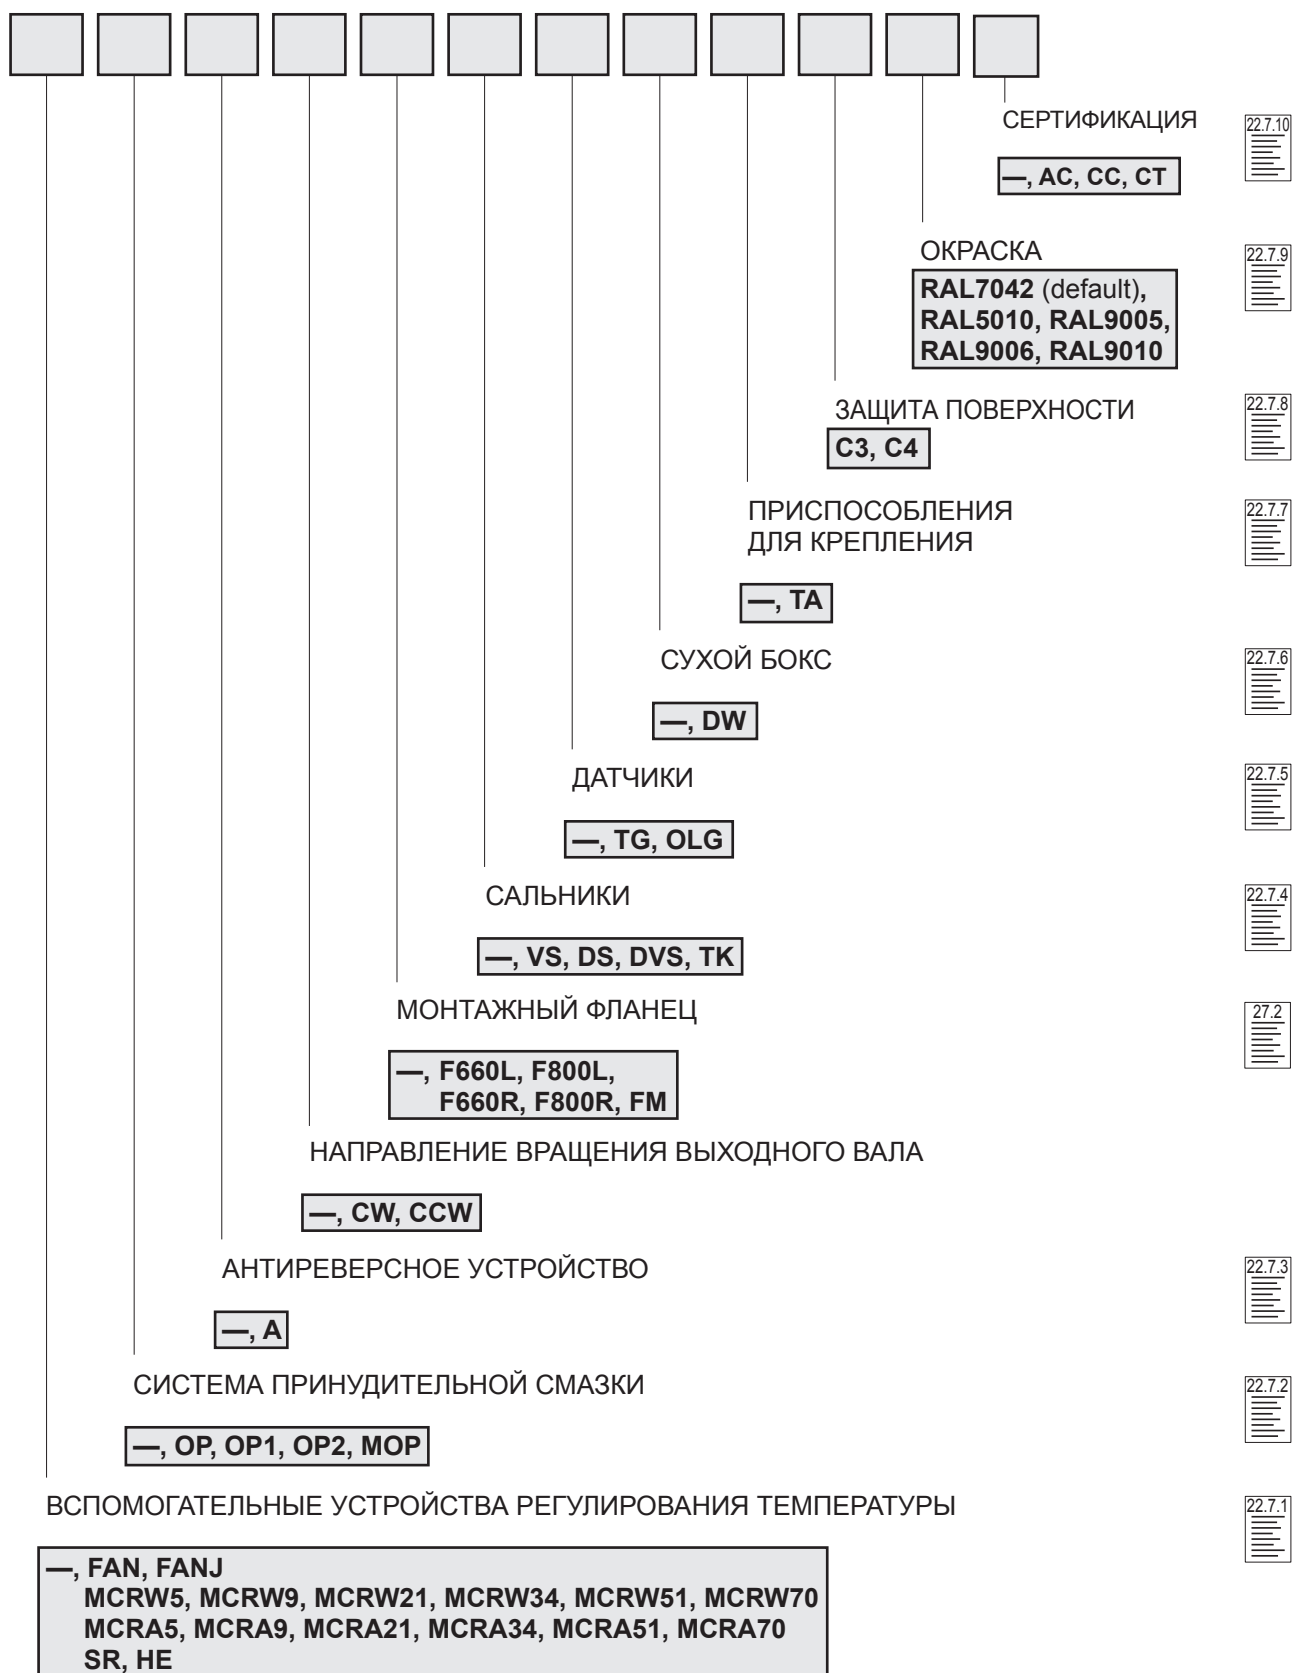 СЕРТИФИКАЦИЯ
22.7.10
—, AC, CC, CT
ОКРАСКА
22.7.9
RAL7042 (default),
RAL5010, RAL9005,
RAL9006, RAL9010
ЗАЩИТА ПОВЕРХНОСТИ
22.7.8
C3, C4
ПРИСПОСОБЛЕНИЯ
ДЛЯ КРЕПЛЕНИЯ
22.7.7
—, TA
СУХОЙ БОКС
22.7.6
—, DW
ДАТЧИКИ
22.7.5
—, TG, OLG
САЛЬНИКИ
22.7.4
—, VS, DS, DVS, TK
МОНТАЖНЫЙ ФЛАНЕЦ
27.2
—, F660L, F800L,
F660R, F800R, FM
НАПРАВЛЕНИЕ ВРАЩЕНИЯ ВЫХОДНОГО ВАЛА
—, CW, CCW
АНТИРЕВЕРСНОЕ УСТРОЙСТВО
22.7.3
—, A
СИСТЕМА ПРИНУДИТЕЛЬНОЙ СМАЗКИ
22.7.2
—, OP, OP1, OP2, MOP
ВСПОМОГАТЕЛЬНЫЕ УСТРОЙСТВА РЕГУЛИРОВАНИЯ ТЕМПЕРАТУРЫ
22.7.1
—, FAN, FANJ
MCRW5, MCRW9, MCRW21, MCRW34, MCRW51, MCRW70
MCRA5, MCRA9, MCRA21, MCRA34, MCRA51, MCRA70
SR, HE